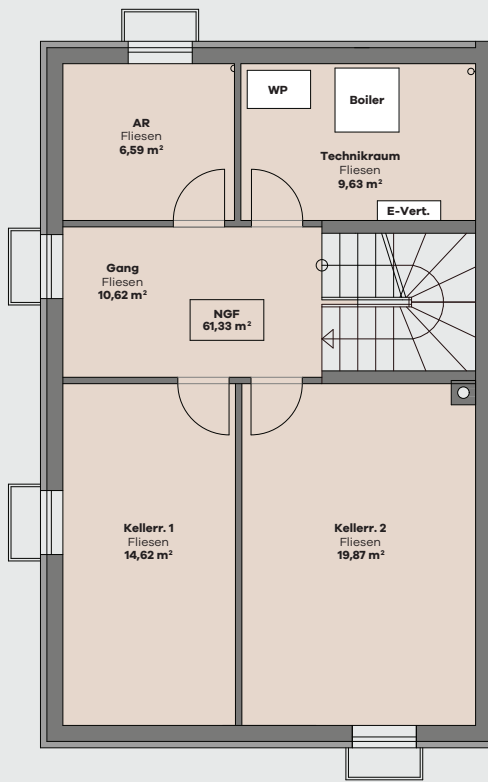 AR
Fliesen
6,59 m²
WP
Boiler
Technikraum
Fliesen
9,63 m²
E-Vert.
Gang
Fliesen
10,62 m²
NGF
61,33 m²
Kellerr. 1
Fliesen
14,62 m²
Kellerr. 2
Fliesen
19,87 m²